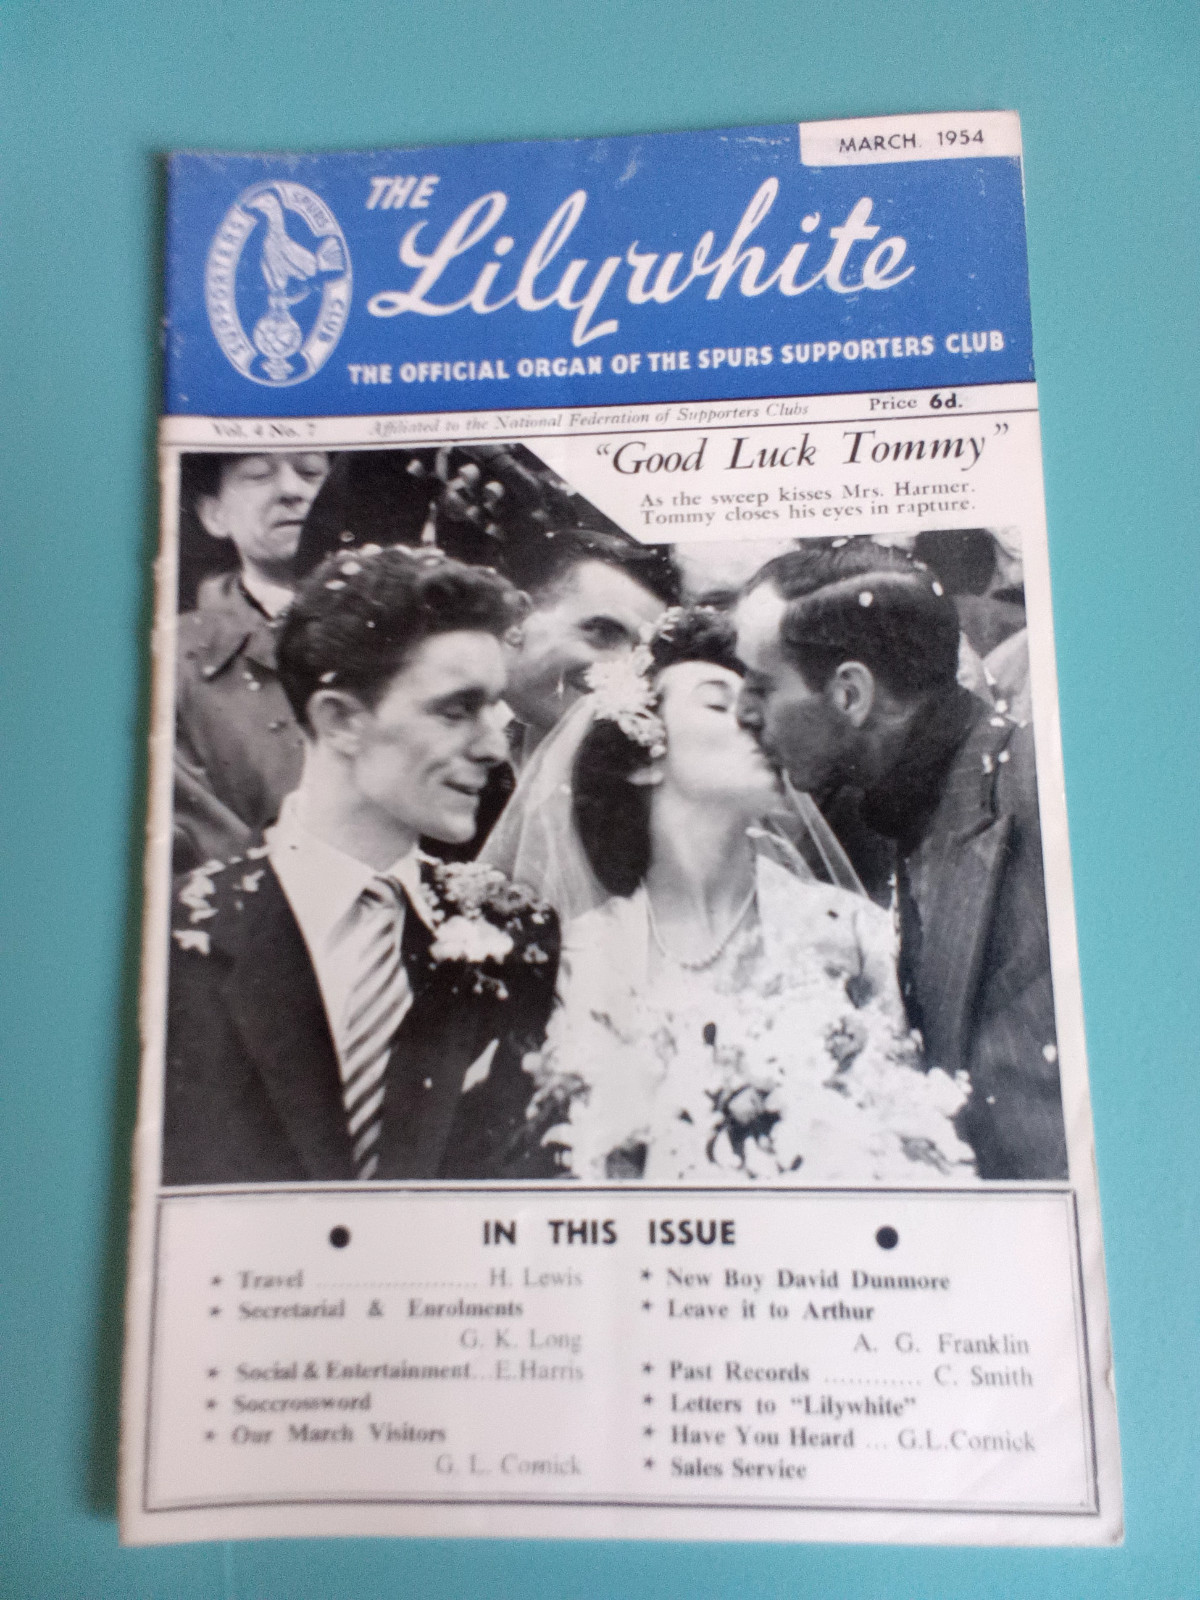 MARCH. 1954
THE
Lilywhite
SUPPORTERS SPURS CLUB
THE OFFICIAL ORGAN OF THE SPURS SUPPORTERS CLUB
Vol. 4 No. 7 Affiliated to the National Federation of Supporters Clubs Price 6d.
“Good Luck Tommy”
As the sweep kisses Mrs. Harmer.
Tommy closes his eyes in rapture.
● IN THIS ISSUE ●
* Travel .................... H. Lewis
* Secretarial & Enrolments
G. K. Long
* Social & Entertainment...E.Harris
* Soccrossword
* Our March Visitors
G. L. Cornick
* New Boy David Dunmore
* Leave it to Arthur
A. G. Franklin
* Past Records ............ C. Smith
* Letters to “Lilywhite”
* Have You Heard ... G.L.Cornick
* Sales Service